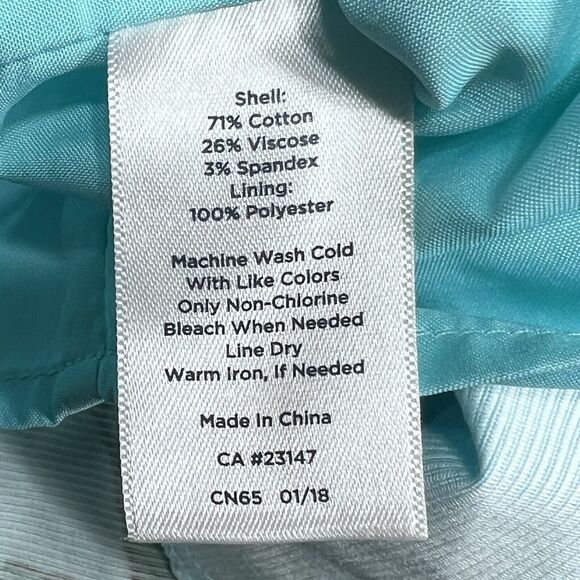 Shell:
71% Cotton
26% Viscose
3% Spandex
Lining:
100% Polyester
Machine Wash Cold
With Like Colors
Only Non-Chlorine
Bleach When Needed
Line Dry
Warm Iron, If Needed
Made In China
CA #23147
CN65 01/18